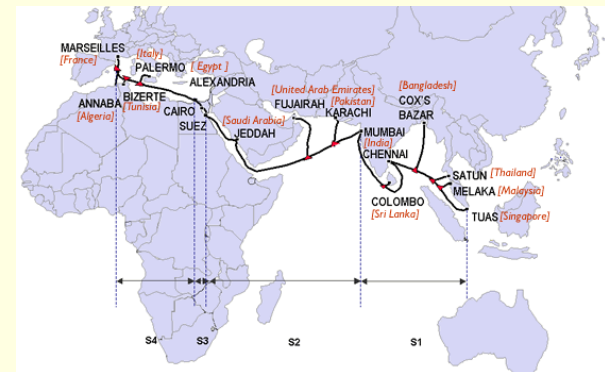 MARSEILLES
[France]
[Italy]
PALERMO
[ Egypt ]
ALEXANDRIA
ANNABA
[Algeria]
BIZERTE
[Tunisia]
CAIRO
SUEZ
[Saudi Arabia]
JEDDAH
[United Arab Emirates]
FUJAIRAH
[Pakistan]
KARACHI
[Bangladesh]
COX'S
BAZAR
MUMBAI
[India]
CHENNAI
COLOMBO
[Sri Lanka]
SATUN [Thailand]
MELAKA [Malaysia]
TUAS [Singapore]
S4
S3
S2
S1